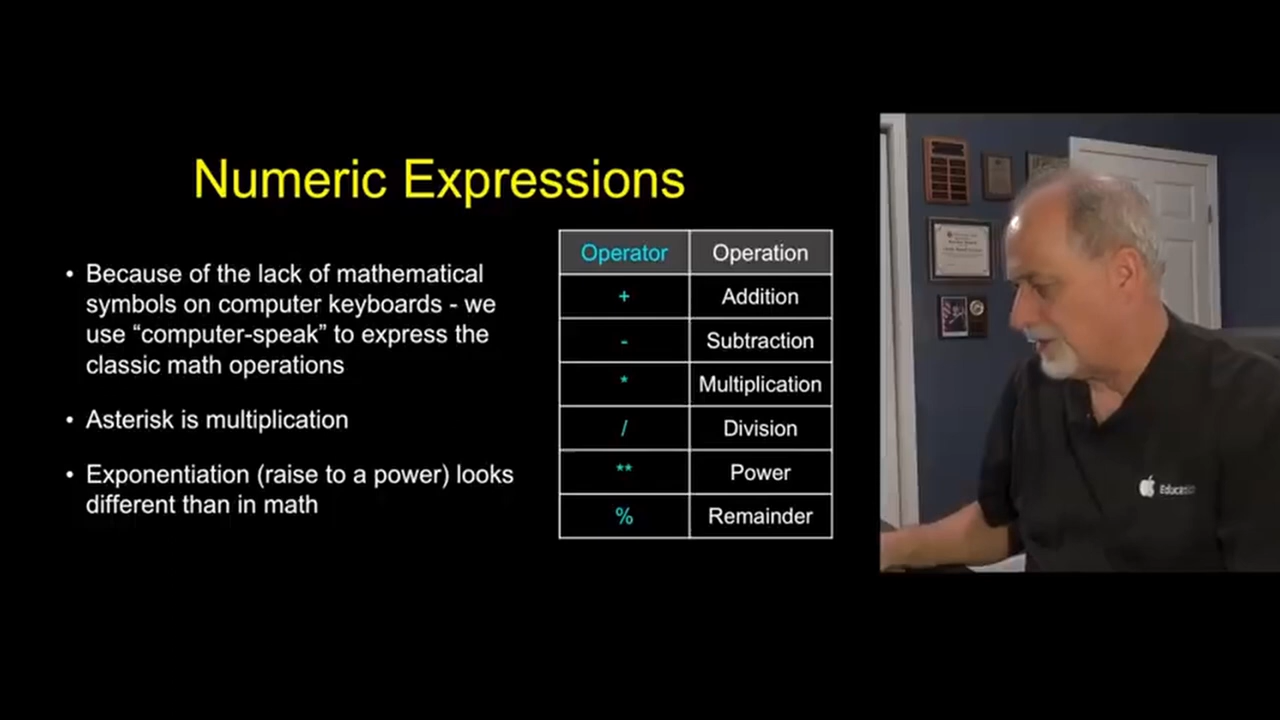 Numeric Expressions
• Because of the lack of mathematical
symbols on computer keyboards - we
use “computer-speak” to express the
classic math operations
• Asterisk is multiplication
• Exponentiation (raise to a power) looks
different than in math
Operator Operation
+ Addition
- Subtraction
* Multiplication
/ Division
** Power
% Remainder